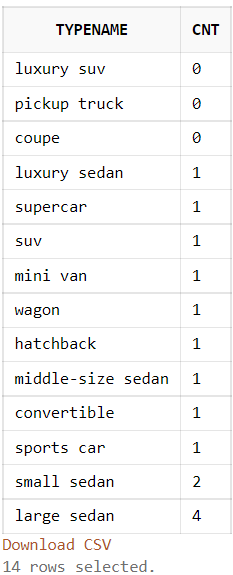 TYPENAME CNT
luxury suv 0
pickup truck 0
coupe 0
luxury sedan 1
supercar 1
suv 1
mini van 1
wagon 1
hatchback 1
middle-size sedan 1
convertible 1
sports car 1
small sedan 2
large sedan 4
Download CSV
14 rows selected.